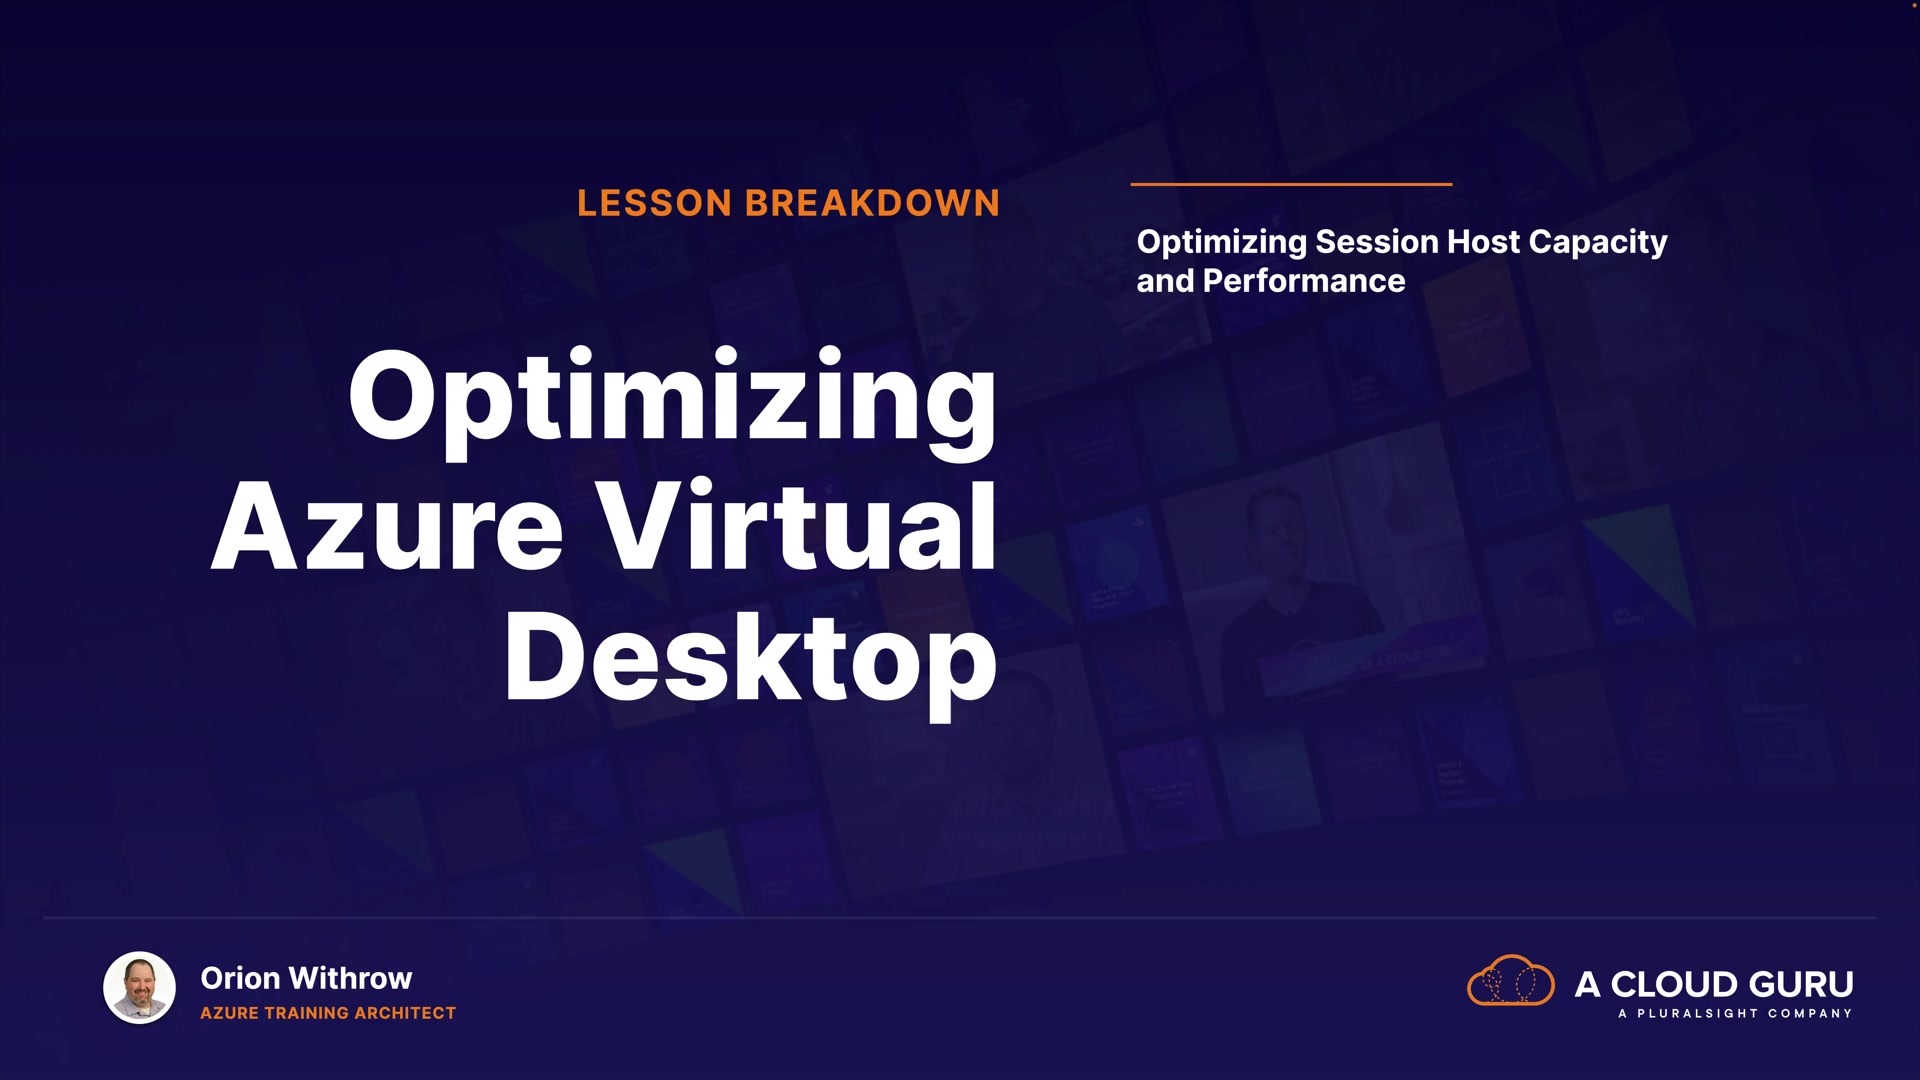 LESSON BREAKDOWN
Optimizing
Azure Virtual
Desktop
Optimizing Session Host Capacity
and Performance
Orion Withrow
AZURE TRAINING ARCHITECT
A CLOUD GURU
A PLURALSIGHT COMPANY